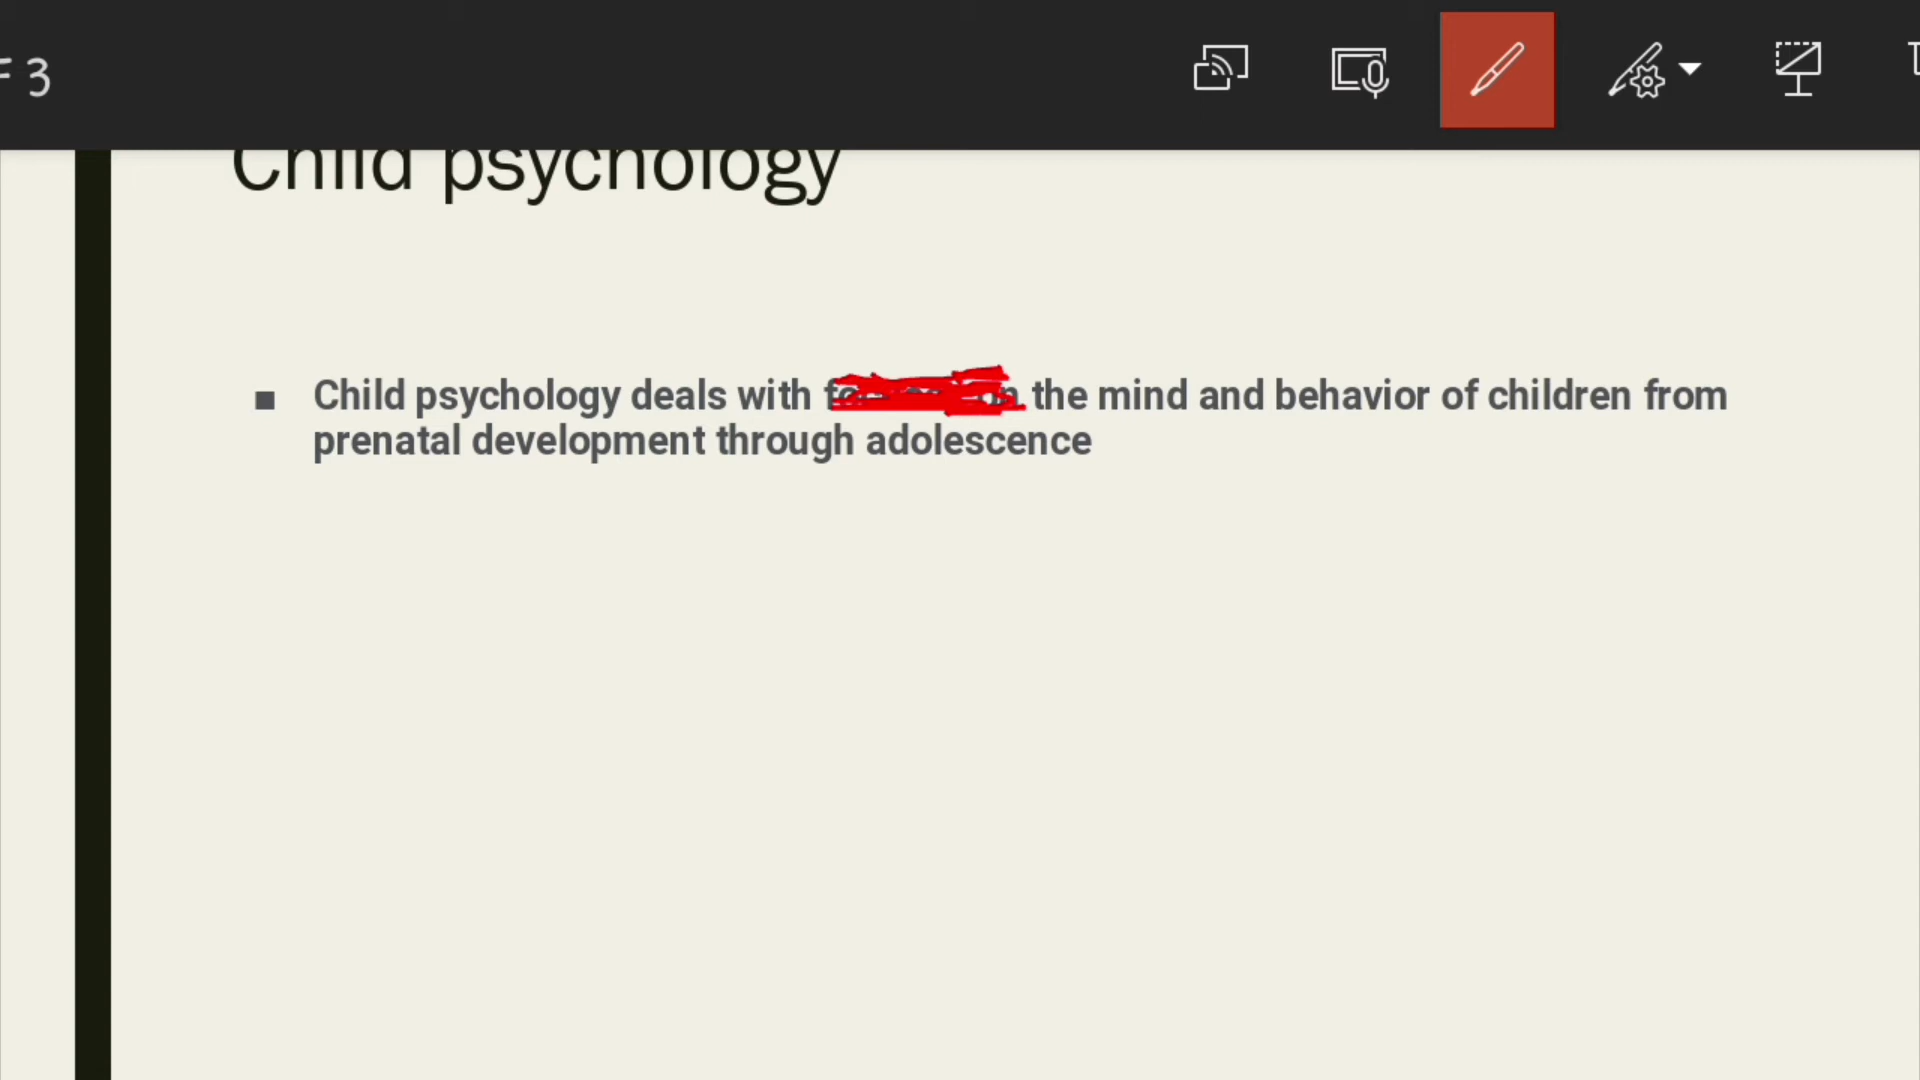 F 3
Child psychology
Child psychology deals with the mind and behavior of children from
prenatal development through adolescence